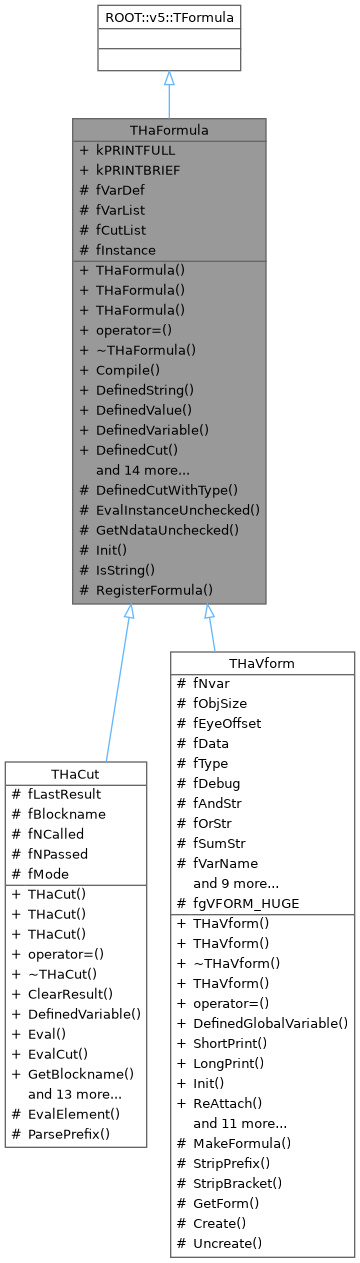 ROOT::v5::TFormula
THaFormula
+ kPRINTFULL
+ kPRINTBRIEF
# fVarDef
# fVarList
# fCutList
# fInstance
+ THaFormula()
+ THaFormula()
+ THaFormula()
+ operator=()
+ ~THaFormula()
+ Compile()
+ DefinedString()
+ DefinedValue()
+ DefinedVariable()
+ DefinedCut()
and 14 more...
# DefinedCutWithType()
# EvalInstanceUnchecked()
# GetNdataUnchecked()
# Init()
# IsString()
# RegisterFormula()
THaCut
# fLastResult
# fBlockname
# fNCalled
# fNPassed
# fMode
+ THaCut()
+ THaCut()
+ THaCut()
+ operator=()
+ ~THaCut()
+ ClearResult()
+ DefinedVariable()
+ Eval()
+ EvalCut()
+ GetBlockname()
and 13 more...
# EvalElement()
# ParsePrefix()
THaVform
# fNvar
# fObjSize
# fEyeOffset
# fData
# fType
# fDebug
# fAndStr
# fOrStr
# fSumStr
# fVarName
and 9 more...
# fgVFORM_HUGE
+ THaVform()
+ THaVform()
+ ~THaVform()
+ THaVform()
+ operator=()
+ DefinedGlobalVariable()
+ ShortPrint()
+ LongPrint()
+ Init()
+ ReAttach()
and 11 more...
# MakeFormula()
# StripPrefix()
# StripBracket()
# GetForm()
# Create()
# Uncreate()